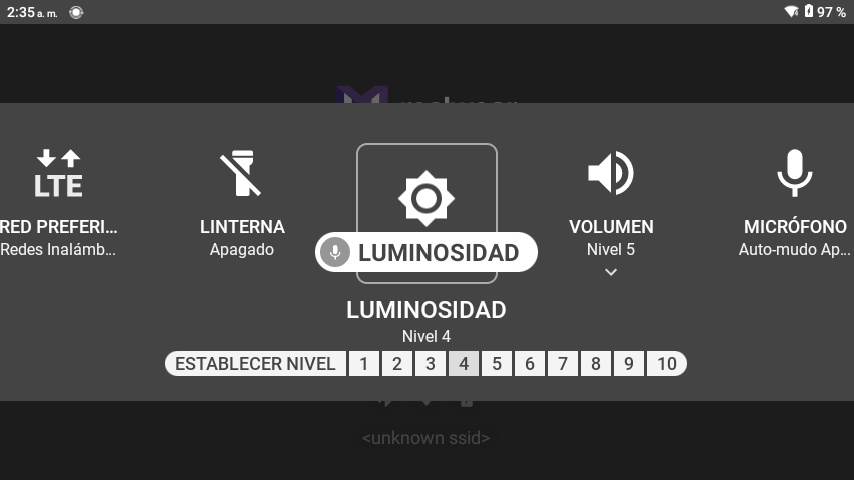 2:35 a. m.
97 %
LTE
RED PREFERI...
Redes Inalámb...
LINTERNA
Apagado
LUMINOSIDAD
VOLUMEN
Nivel 5
MICRÓFONO
Auto-mudo Ap...
LUMINOSIDAD
Nivel 4
ESTABLECER NIVEL 1 2 3 4 5 6 7 8 9 10
<unknown ssid>